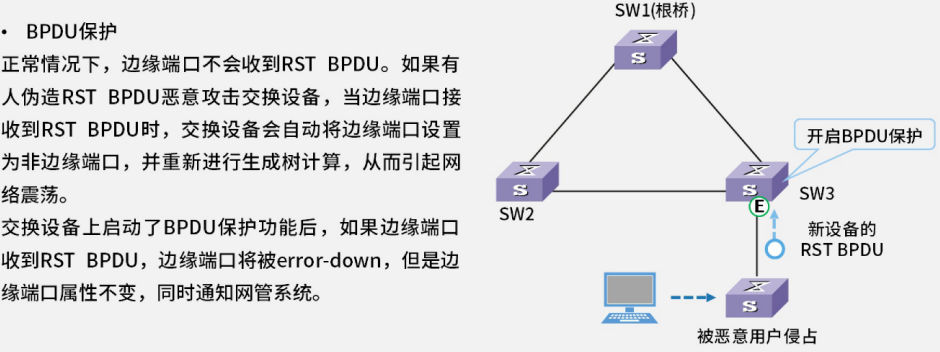 • BPDU保护
正常情况下，边缘端口不会收到RST BPDU。如果有
人伪造RST BPDU恶意攻击交换设备，当边缘端口接
收到RST BPDU时，交换设备会自动将边缘端口设置
为非边缘端口，并重新进行生成树计算，从而引起网
络震荡。
交换设备上启动了BPDU保护功能后，如果边缘端口
收到RST BPDU，边缘端口将被error-down，但是边
缘端口属性不变，同时通知网管系统。
SW1(根桥)
S
开启BPDU保护
S
SW2
S
SW3
E
新设备的
RST BPDU
S
被恶意用户侵占